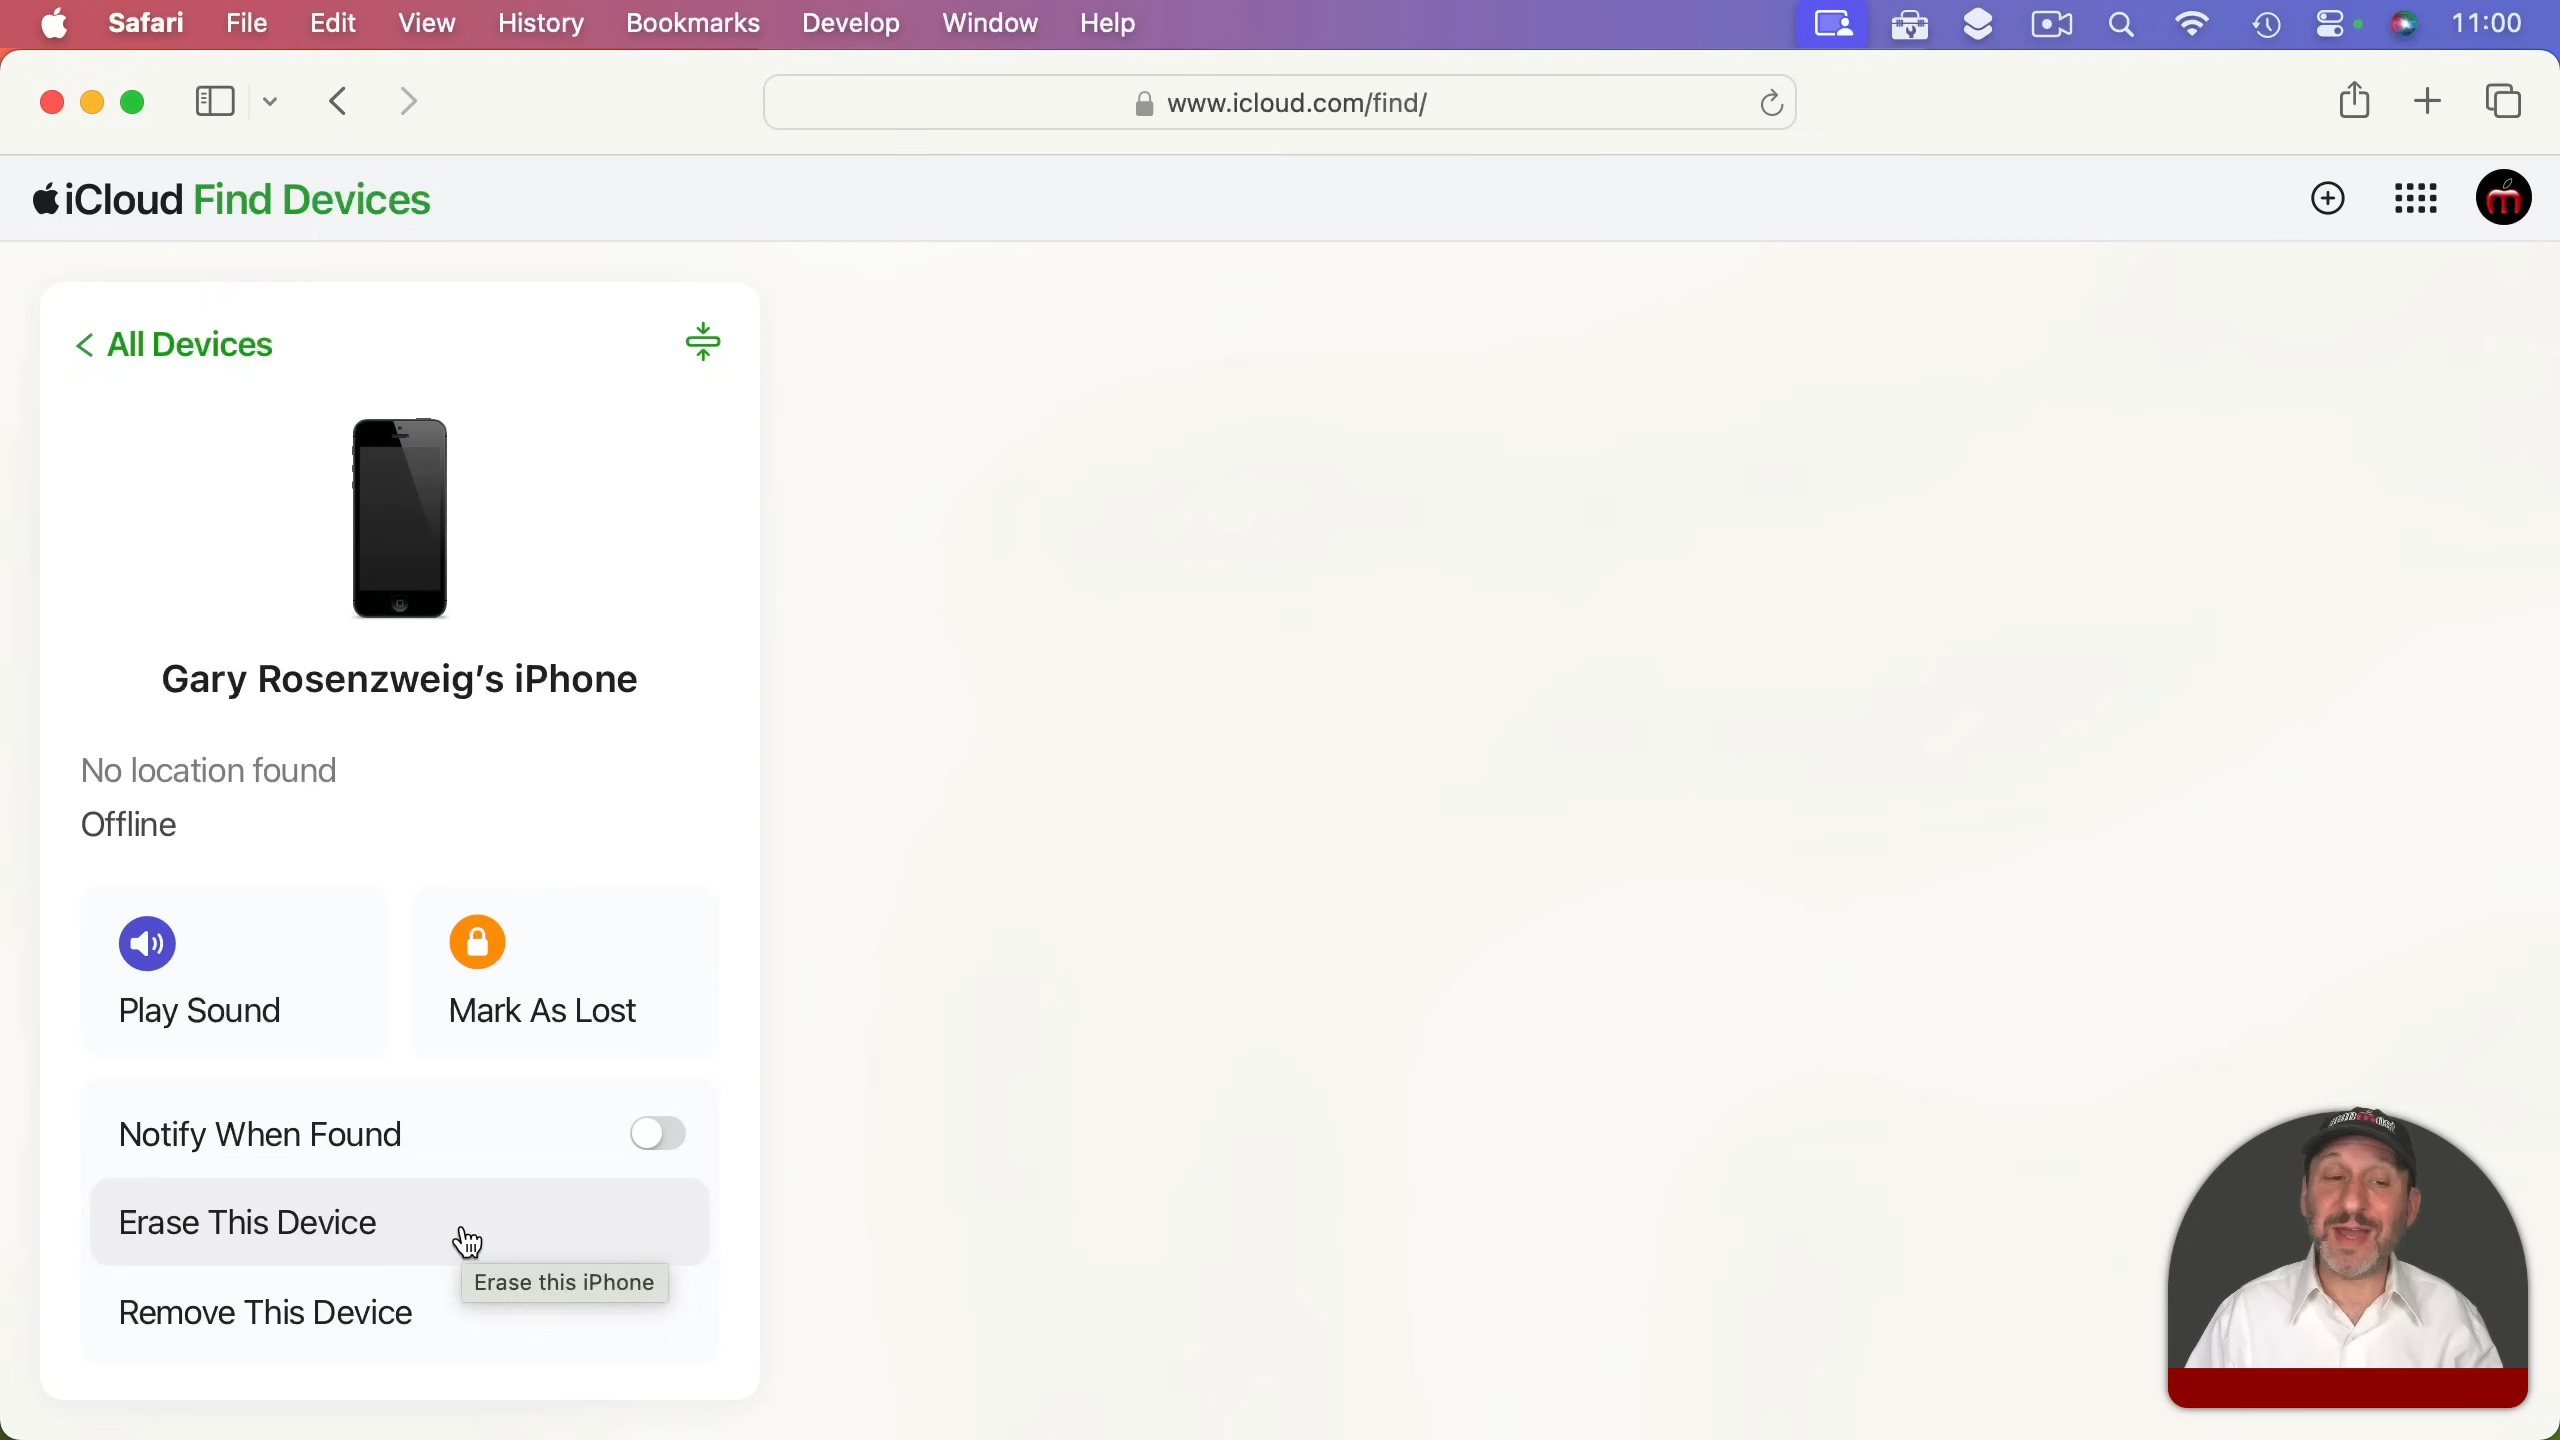 Safari File Edit View History Bookmarks Develop Window Help 11:00
www.icloud.com/find/
iCloud Find Devices
All Devices
Gary Rosenzweig's iPhone
No location found
Offline
Play Sound
Mark As Lost
Notify When Found
Erase This Device
Erase this iPhone
Remove This Device